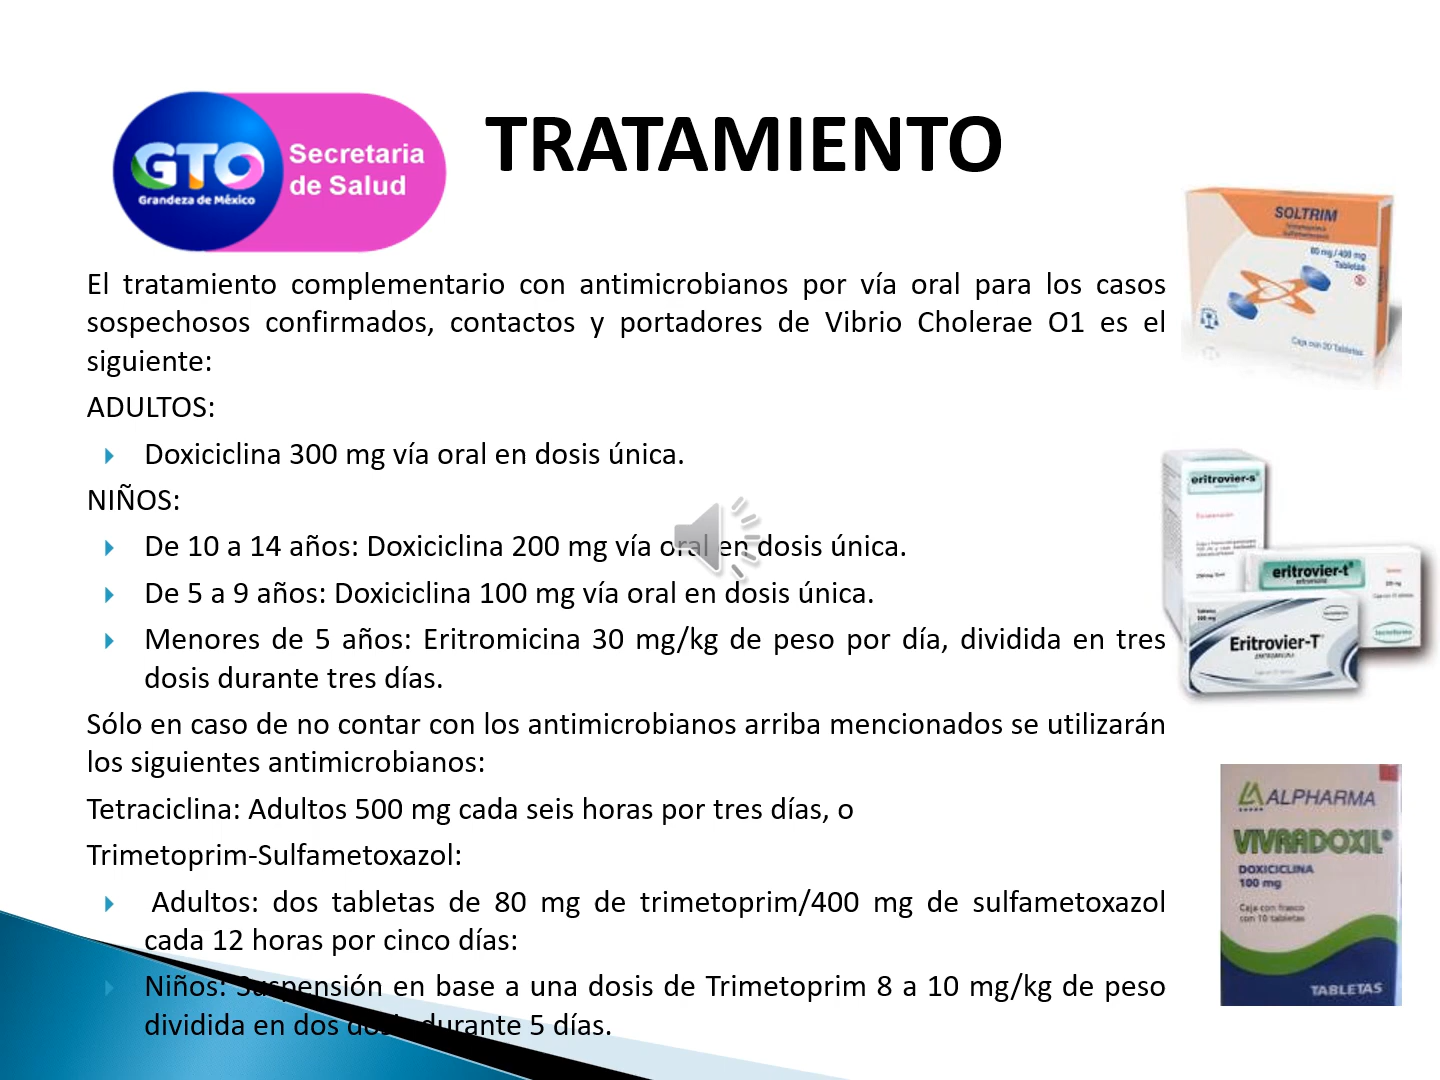 GTO
Grandeza de México
Secretaria
de Salud
TRATAMIENTO
El tratamiento complementario con antimicrobianos por vía oral para los casos
sospechosos confirmados, contactos y portadores de Vibrio Cholerae O1 es el
siguiente:
ADULTOS:
Doxiciclina 300 mg vía oral en dosis única.
NIÑOS:
De 10 a 14 años: Doxiciclina 200 mg vía oral en dosis única.
De 5 a 9 años: Doxiciclina 100 mg vía oral en dosis única.
Menores de 5 años: Eritromicina 30 mg/kg de peso por día, dividida en tres
dosis durante tres días.
Sólo en caso de no contar con los antimicrobianos arriba mencionados se utilizarán
los siguientes antimicrobianos:
Tetraciclina: Adultos 500 mg cada seis horas por tres días, o
Trimetoprim-Sulfametoxazol:
Adultos: dos tabletas de 80 mg de trimetoprim/400 mg de sulfametoxazol
cada 12 horas por cinco días:
Niños: Suspensión en base a una dosis de Trimetoprim 8 a 10 mg/kg de peso
dividida en dos dosis durante 5 días.
SOLTRIM
80 mg / 400 mg
Tabletas
Caja con 20 Tabletas
eritrovier-s
eritrovier-t
Eritrovier-T
ALPHARMA
VIVRADOXIL
DOXICICLINA
100 mg
Caja con frasco
con 10 tabletas
TABLETAS